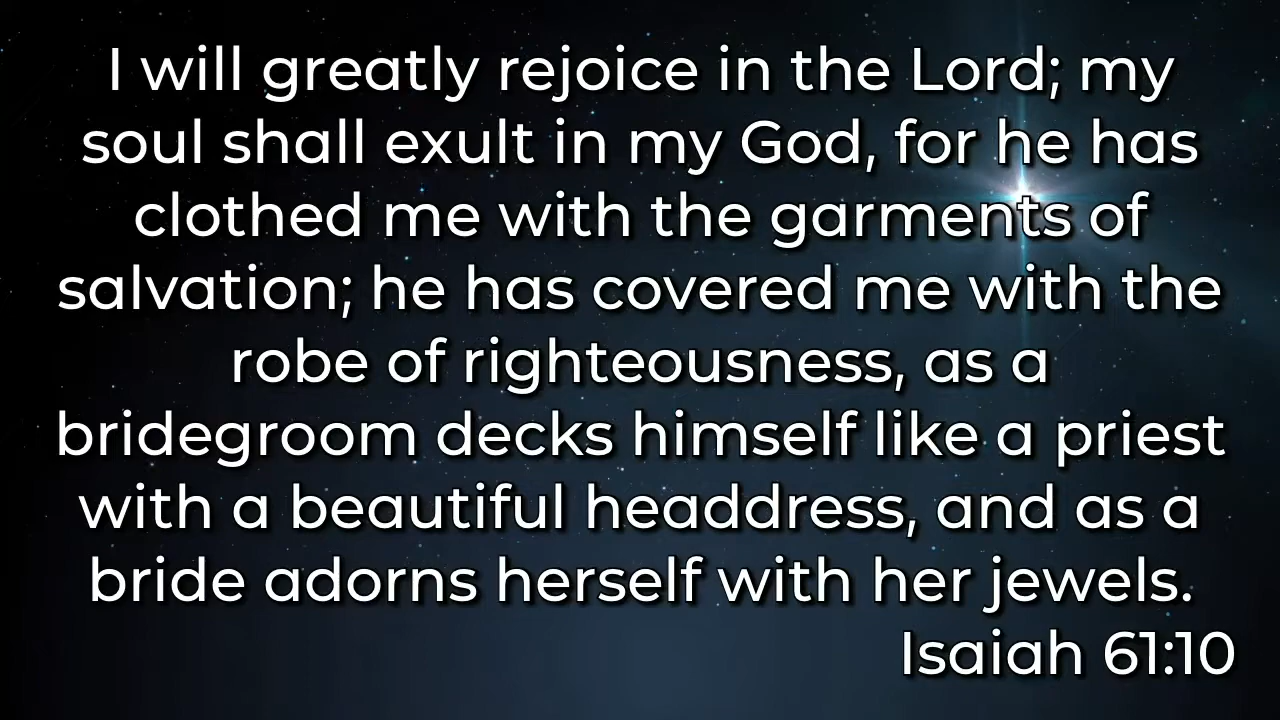 I will greatly rejoice in the Lord; my
soul shall exult in my God, for he has
clothed me with the garments of
salvation; he has covered me with the
robe of righteousness, as a
bridegroom decks himself like a priest
with a beautiful headdress, and as a
bride adorns herself with her jewels.
Isaiah 61:10